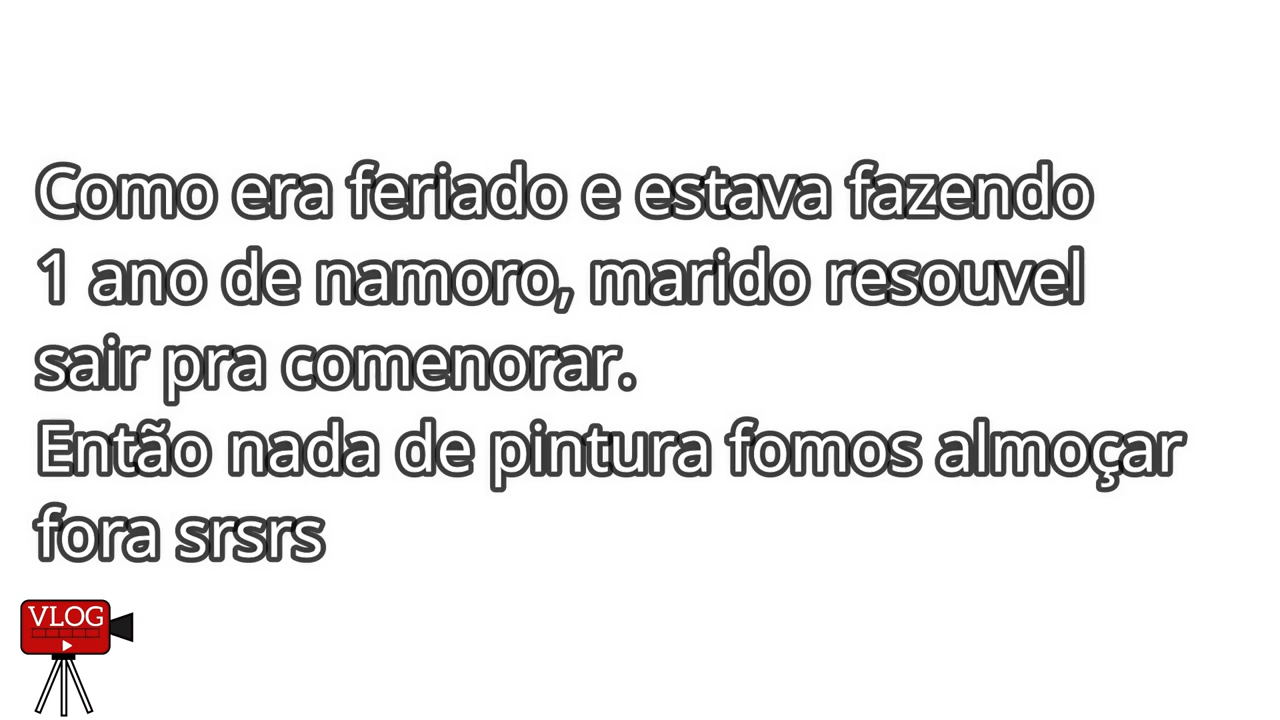 Como era feriado e estava fazendo
1 ano de namoro, marido resouvel
sair pra comenorar.
Então nada de pintura fomos almoçar
fora srsrs
VLOG